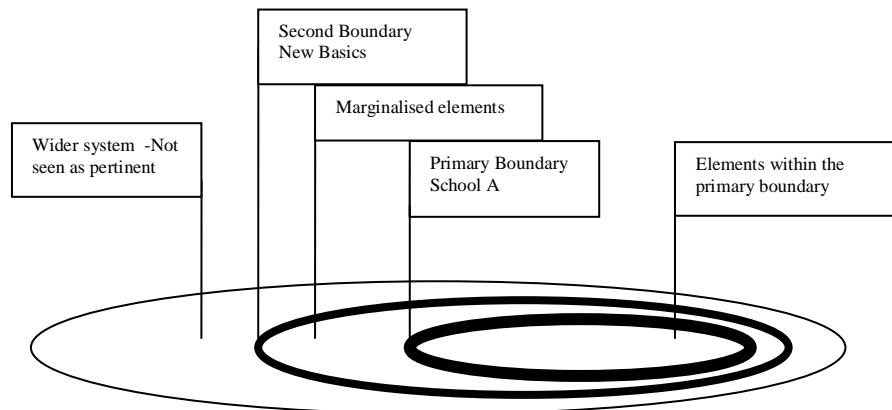 Second Boundary
New Basics
Marginalised elements
Wider system -Not
seen as pertinent
Primary Boundary
School A
Elements within the
primary boundary